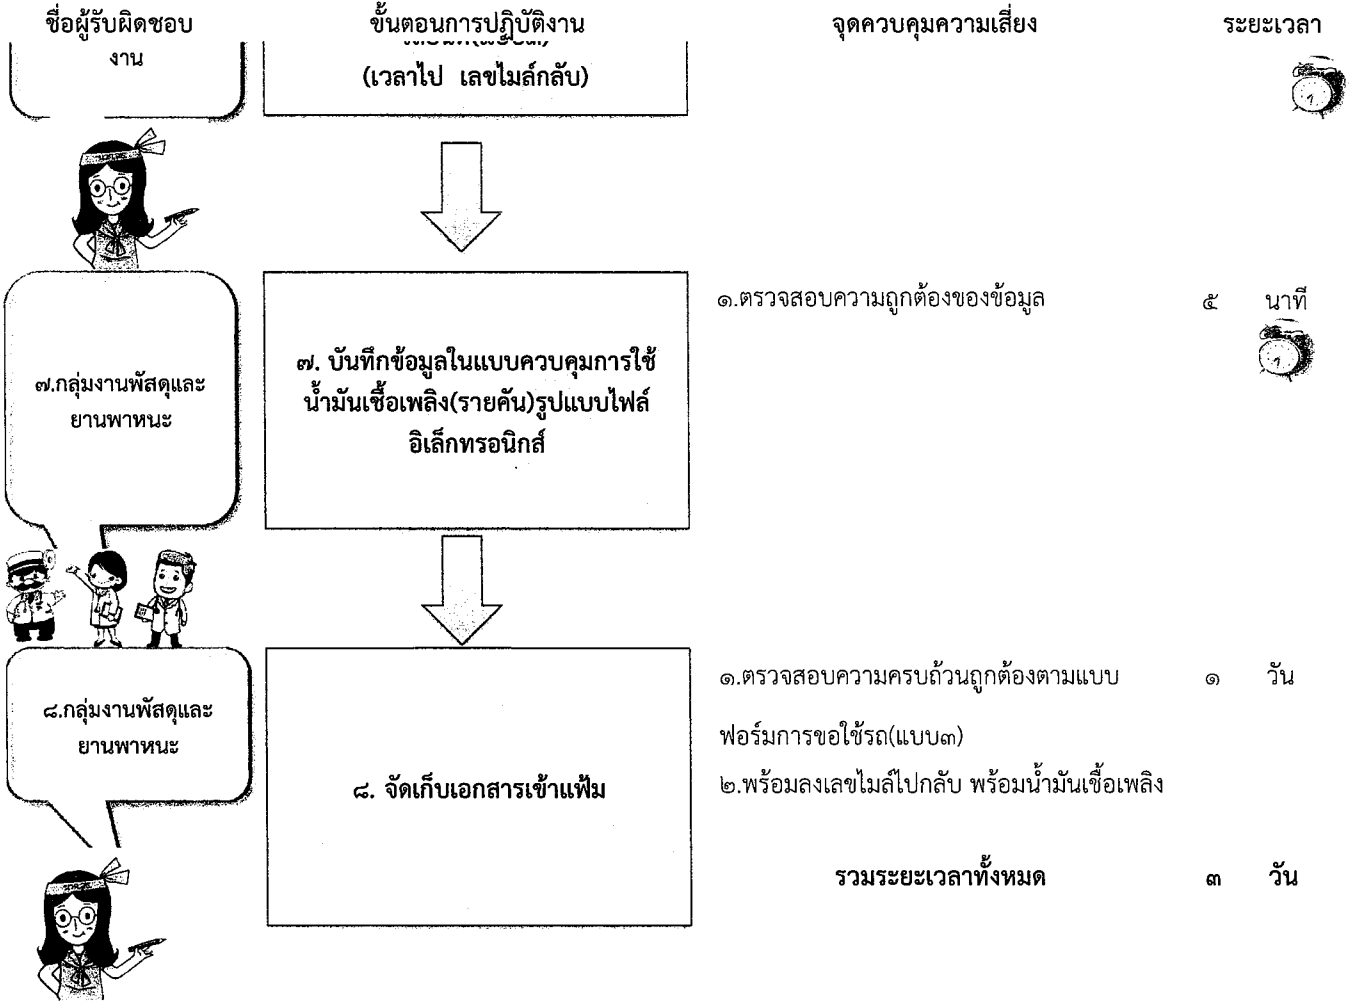 ชื่อผู้รับผิดชอบ ขั้นตอนการปฏิบัติงาน จุดควบคุมความเสี่ยง ระยะเวลา
งาน
(เวลาไป เลขไมล์กลับ)
๑.ตรวจสอบความถูกต้องของข้อมูล ๕ นาที
๗.กลุ่มงานพัสดุและ
ยานพาหนะ
๗. บันทึกข้อมูลในแบบควบคุมการใช้
น้ำมันเชื้อเพลิง(รายคัน)รูปแบบไฟล์
อิเล็กทรอนิกส์
๘.กลุ่มงานพัสดุและ
ยานพาหนะ
๘. จัดเก็บเอกสารเข้าแฟ้ม
๑.ตรวจสอบความครบถ้วนถูกต้องตามแบบ ๑ วัน
ฟอร์มการขอใช้รถ(แบบ๓)
๒.พร้อมลงเลขไมล์ไปกลับ พร้อมน้ำมันเชื้อเพลิง
รวมระยะเวลาทั้งหมด ๓ วัน